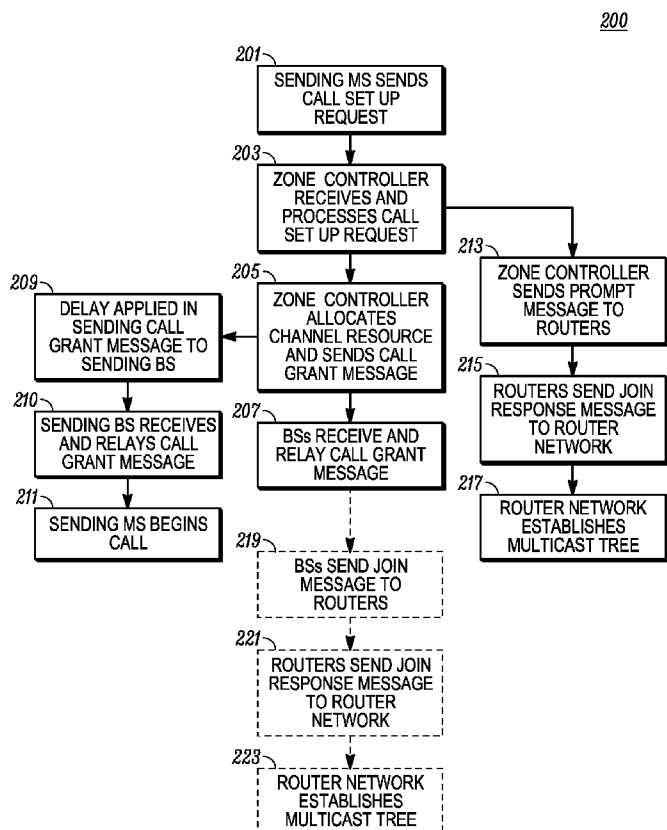 200
201
SENDING MS SENDS
CALL SET UP
REQUEST
203
ZONE CONTROLLER
RECEIVES AND
PROCESSES CALL
SET UP REQUEST
205
ZONE CONTROLLER
ALLOCATES
CHANNEL RESOURCE
AND SENDS CALL
GRANT MESSAGE
209
DELAY APPLIED IN
SENDING CALL
GRANT MESSAGE TO
SENDING BS
210
SENDING BS RECEIVES
AND RELAYS CALL
GRANT MESSAGE
211
SENDING MS BEGINS
CALL
207
BSs RECEIVE AND
RELAY CALL GRANT
MESSAGE
213
ZONE CONTROLLER
SENDS PROMPT
MESSAGE TO
ROUTERS
215
ROUTERS SEND JOIN
RESPONSE MESSAGE
TO ROUTER
NETWORK
217
ROUTER NETWORK
ESTABLISHES
MULTICAST TREE
219
BSs SEND JOIN
MESSAGE TO
ROUTERS
221
ROUTERS SEND JOIN
RESPONSE MESSAGE
TO ROUTER
NETWORK
223
ROUTER NETWORK
ESTABLISHES
MULTICAST TREE